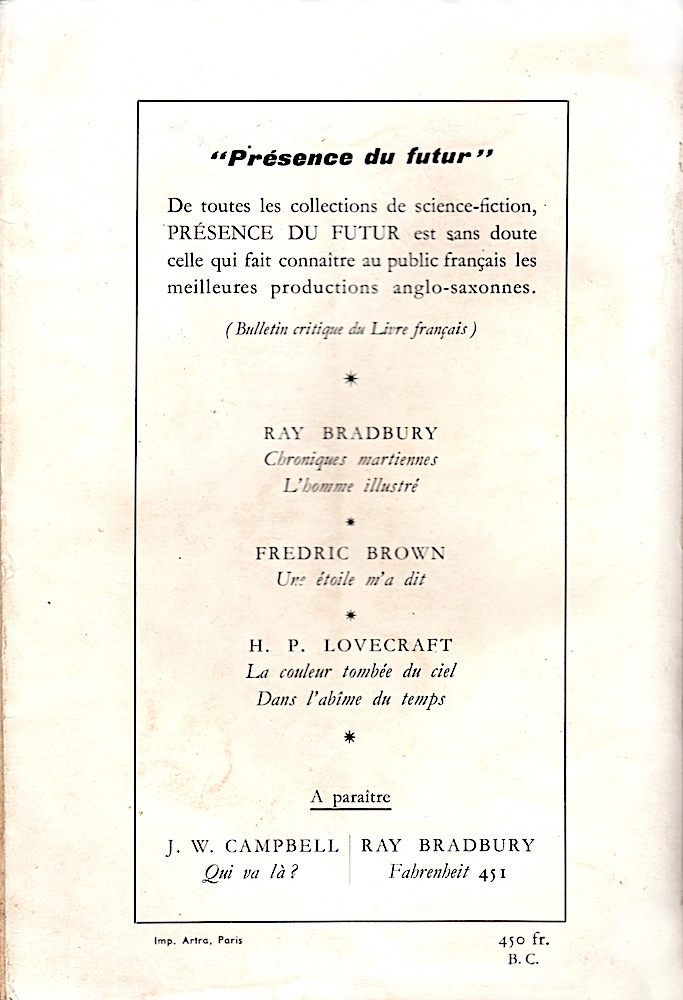 “Présence du futur”
De toutes les collections de science-fiction,
PRÉSENCE DU FUTUR est sans doute
celle qui fait connaître au public français les
meilleures productions anglo-saxonnes.
(Bulletin critique du Livre français)
RAY BRADBURY
Chroniques martiennes
L’homme illustré
FREDRIC BROWN
Une étoile m’a dit
H. P. LOVECRAFT
La couleur tombée du ciel
Dans l’abîme du temps
A paraître
J. W. CAMPBELL
Qui va là ?
RAY BRADBURY
Fahrenheit 451
Imp. Artra, Paris
450 fr.
B. C.